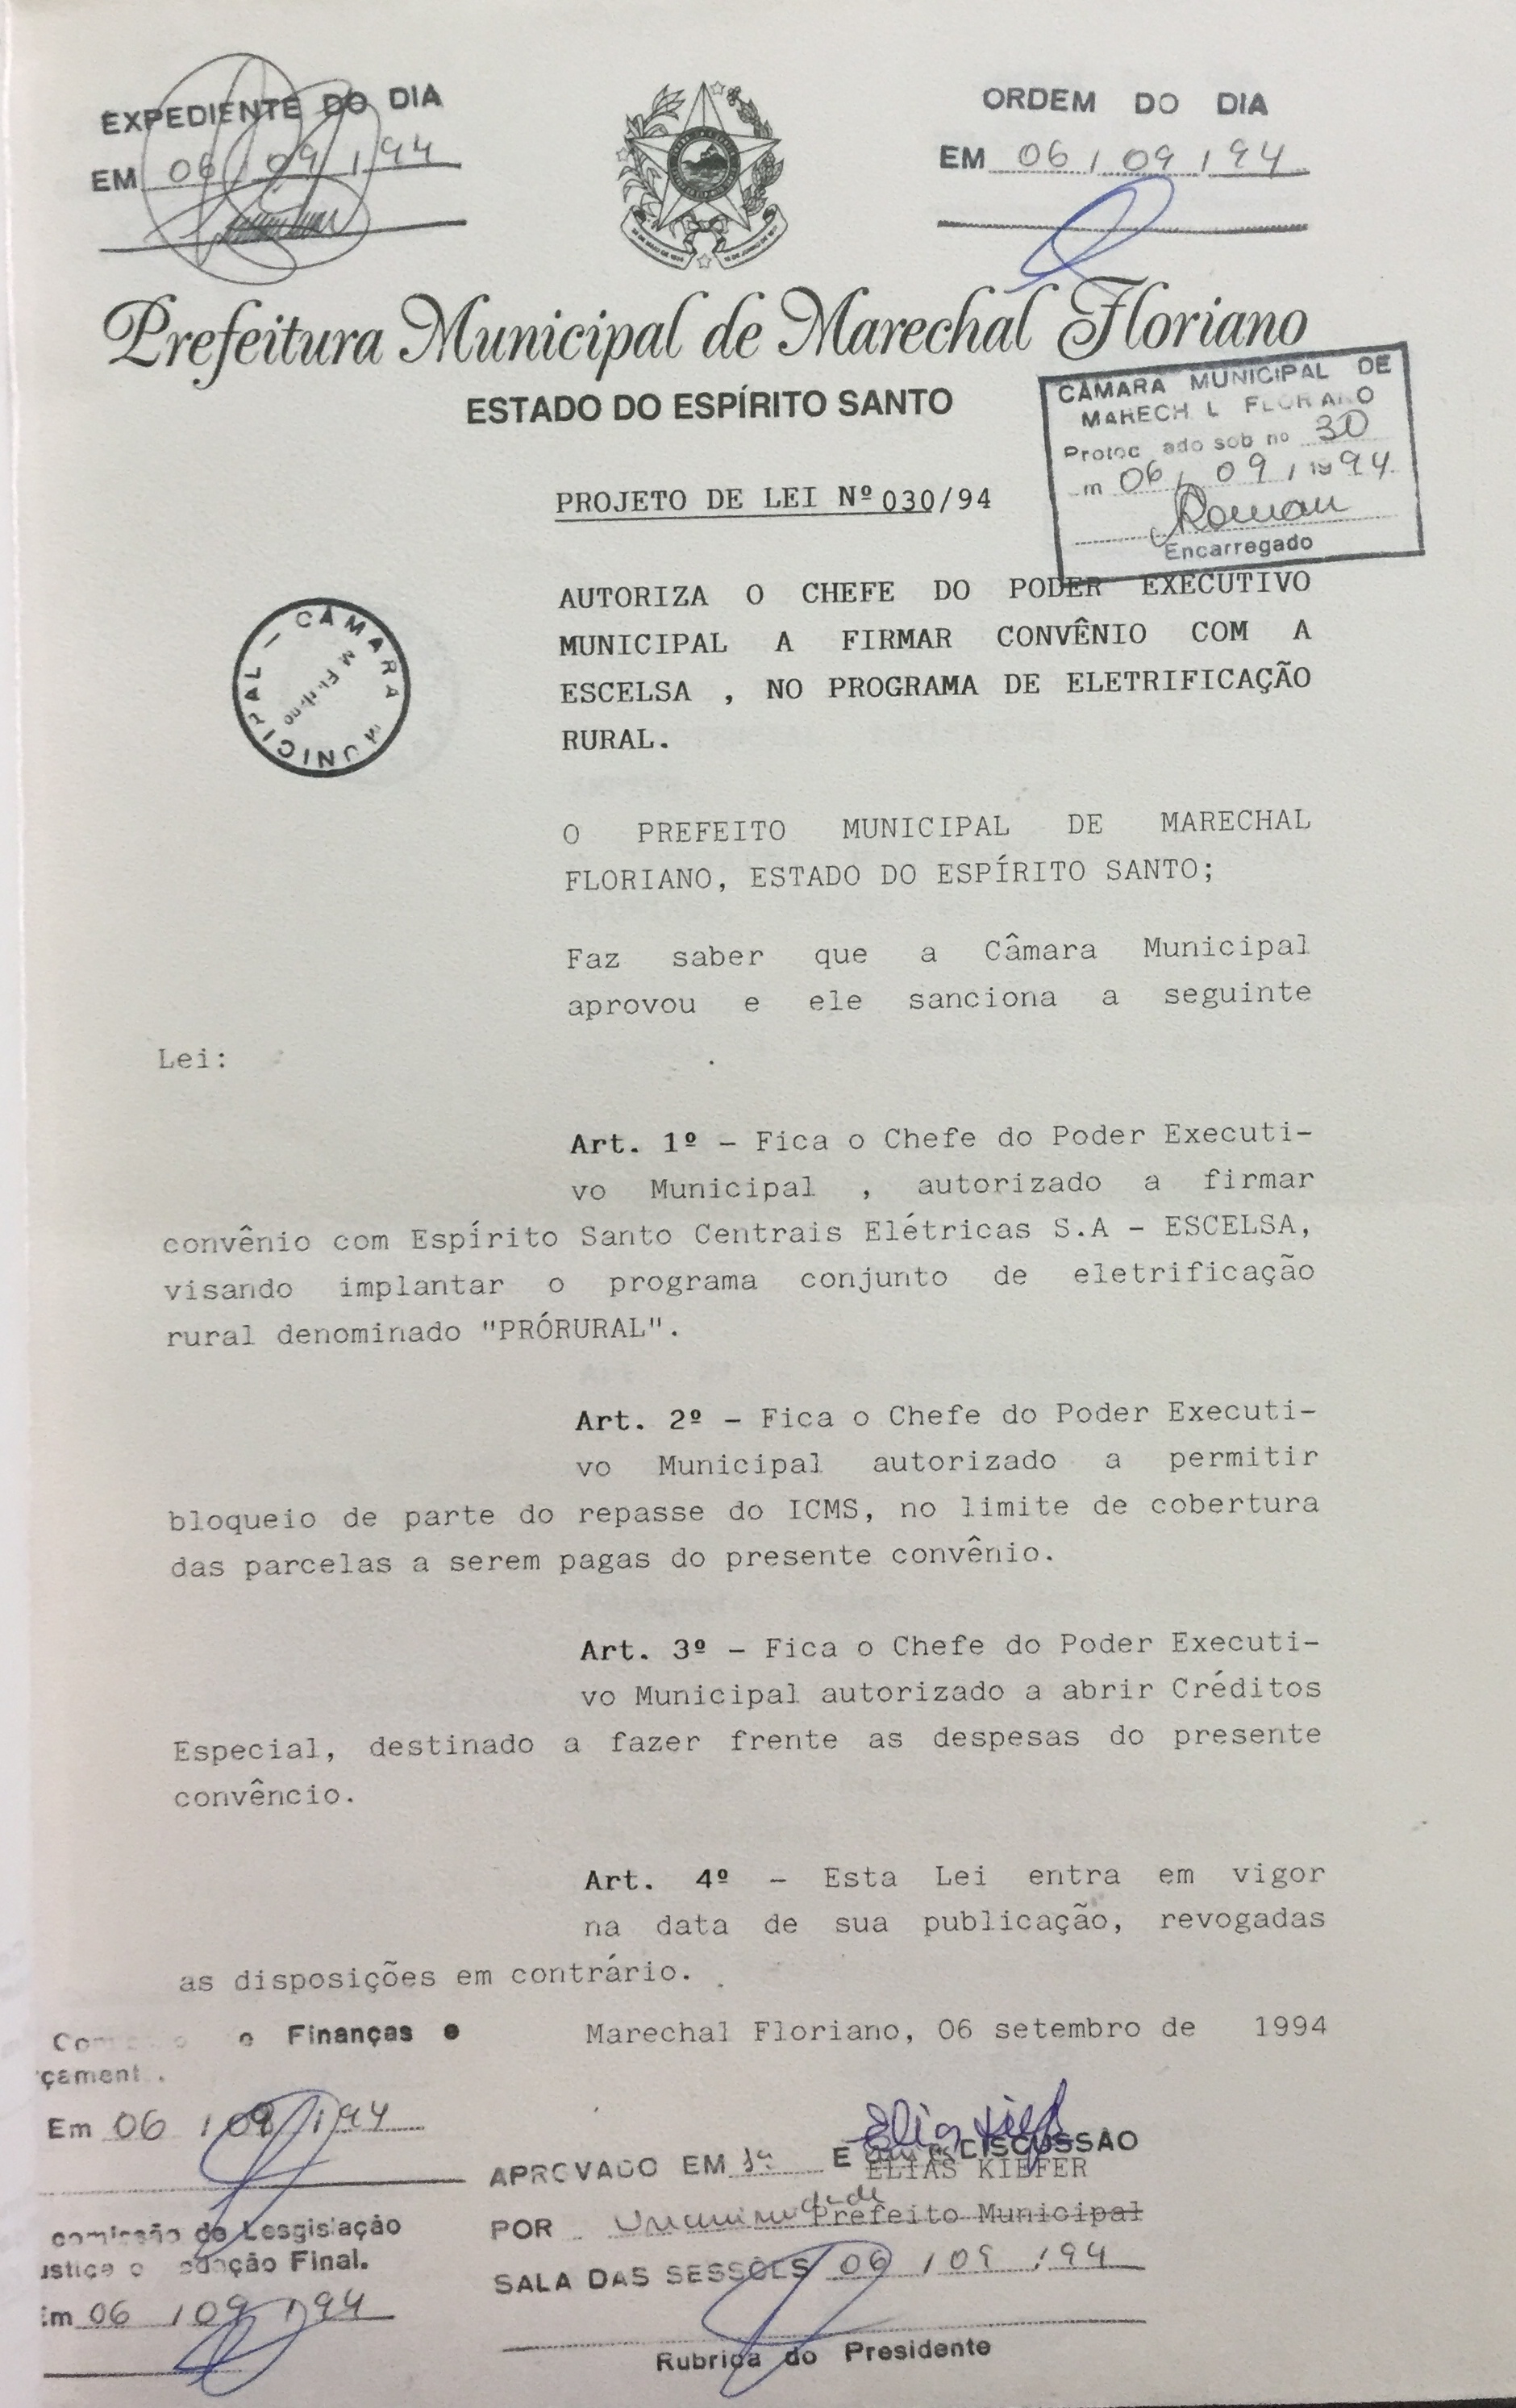 EXPEDIENTE DO DIA
EM 06/09/94
ORDEM DO DIA
EM 06/09/94
Prefeitura Municipal de Marechal Floriano
ESTADO DO ESPÍRITO SANTO
CÂMARA MUNICIPAL DE
MARECH L FLORIANO
Protoc ado sob nº 30
m 06/09/1994
Encarregado
PROJETO DE LEI Nº 030/94
CÂMARA MUNICIPAL
AUTORIZA O CHEFE DO PODER EXECUTIVO
MUNICIPAL A FIRMAR CONVÊNIO COM A
ESCELSA , NO PROGRAMA DE ELETRIFICAÇÃO
RURAL.
O PREFEITO MUNICIPAL DE MARECHAL
FLORIANO, ESTADO DO ESPÍRITO SANTO;
Faz saber que a Câmara Municipal
aprovou e ele sanciona a seguinte
Lei:
Art. 1º - Fica o Chefe do Poder Executi-
vo Municipal , autorizado a firmar
convênio com Espírito Santo Centrais Elétricas S.A - ESCELSA,
visando implantar o programa conjunto de eletrificação
rural denominado "PRÓRURAL".
Art. 2º - Fica o Chefe do Poder Executi-
vo Municipal autorizado a permitir
bloqueio de parte do repasse do ICMS, no limite de cobertura
das parcelas a serem pagas do presente convênio.
Art. 3º - Fica o Chefe do Poder Executi-
vo Municipal autorizado a abrir Créditos
Especial, destinado a fazer frente as despesas do presente
convêncio.
Art. 4º - Esta Lei entra em vigor
na data de sua publicação, revogadas
as disposições em contrário.
Marechal Floriano, 06 setembro de 1994
Finanças e
çament.
Em 06/09/94
APROVADO EM 1ª E DISCUSSÃO
ELIAS KIEFER
POR Unanimidade
Prefeito Municipal
SALA DAS SESSÕES 06/09/94
Rubrica do Presidente
comissão de Lesgislação
ustiça e dação Final.
Em 06/09/94